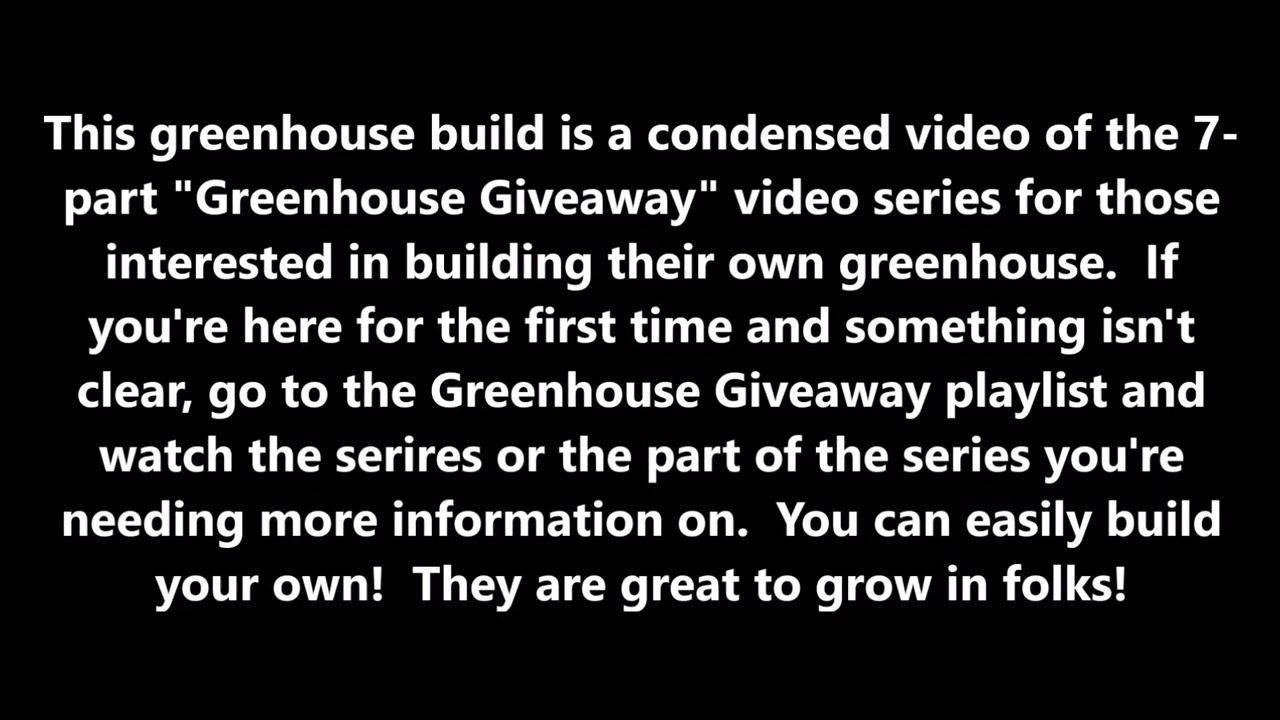 This greenhouse build is a condensed video of the 7-
part "Greenhouse Giveaway" video series for those
interested in building their own greenhouse.  If
you're here for the first time and something isn't
clear, go to the Greenhouse Giveaway playlist and
watch the serires or the part of the series you're
needing more information on.  You can easily build
your own!  They are great to grow in folks!